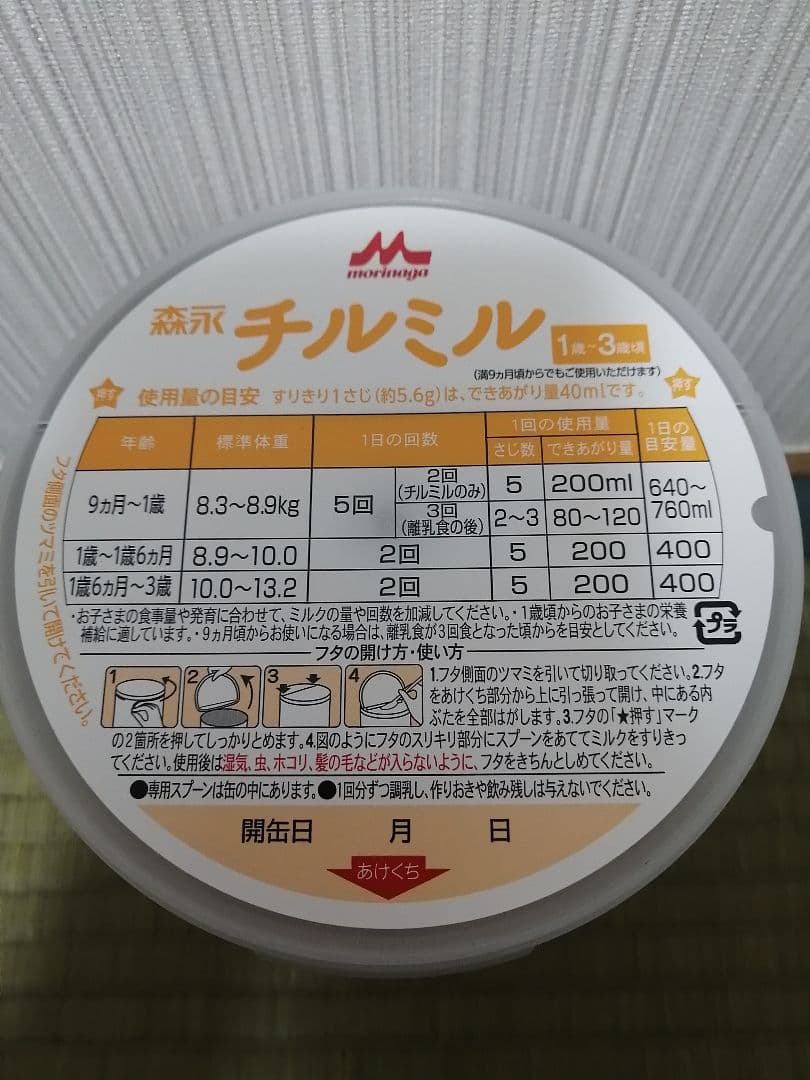 morinaga
森永 チルミル 1歳～3歳頃
(満9ヵ月頃からでもご使用いただけます)
押す 使用量の目安 すりきり1さじ(約5.6g)は、できあがり量40mlです。 押す
年齢 標準体重 1日の回数 1回の使用量 1日の目安量
さじ数 できあがり量
9ヵ月～1歳 8.3～8.9kg 5回 2回(チルミルのみ) 5 200ml 640～760ml
3回(離乳食の後) 2～3 80～120
1歳～1歳6ヵ月 8.9～10.0 2回 5 200 400
1歳6ヵ月～3歳 10.0～13.2 2回 5 200 400
・お子さまの食事量や発育に合わせて、ミルクの量や回数を加減してください。・1歳頃からのお子さまの栄養
補給に適しています。・9ヵ月頃からお使いになる場合は、離乳食が3回食となった頃からを目安としてください。
プラ
フタ側面のツマミを引いて開けてください。
フタの開け方・使い方
1 2 3 4
1.フタ側面のツマミを引いて切り取ってください。2.フタ
をあけくち部分から上に引っ張って開け、中にある内
ぶたを全部はがします。3.フタの「★押す」マーク
の2箇所を押してしっかりとめます。4.図のようにフタのスリキリ部分にスプーンをあててミルクをすりきっ
てください。使用後は湿気、虫、ホコリ、髪の毛などが入らないように、フタをきちんとしめてください。
●専用スプーンは缶の中にあります。●1回分ずつ調乳し、作りおきや飲み残しは与えないでください。
開缶日 月 日
あけくち